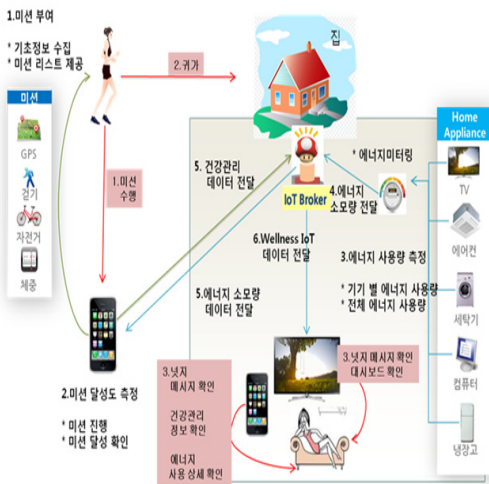 1.미션 부여
* 기초정보 수집
* 미션 리스트 제공
미션
GPS
걷기
자전거
체중
2.귀가
집
1.미션
수행
5. 건강관리
데이터 전달
IoT Broker
* 에너지미터링
4.에너지
소모량 전달
6.Wellness IoT
데이터 전달
3.에너지 사용량 측정
* 기기 별 에너지 사용량
* 전체 에너지 사용량
5.에너지 소모량
데이터 전달
Home
Appliance
TV
에어컨
세탁기
컴퓨터
냉장고
2.미션 달성도 측정
* 미션 진행
* 미션 달성 확인
3.넛지
메시지 확인
건강관리
정보 확인
에너지
사용 상세 확인
3.넛지 메시지 확인
대시보드 확인